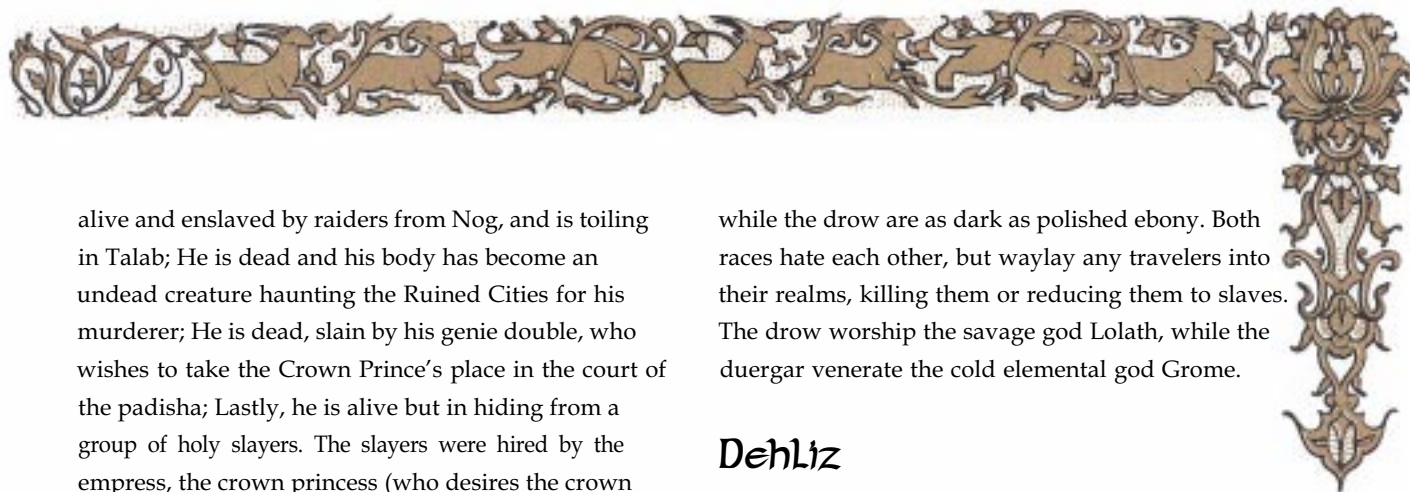 alive and enslaved by raiders from Nog, and is toiling
in Talab; He is dead and his body has become an
undead creature haunting the Ruined Cities for his
murderer; He is dead, slain by his genie double, who
wishes to take the Crown Prince’s place in the court of
the padisha; Lastly, he is alive but in hiding from a
group of holy slayers. The slayers were hired by the
empress, the crown princess (who desires the crown
while the drow are as dark as polished ebony. Both
races hate each other, but waylay any travelers into
their realms, killing them or reducing them to slaves.
The drow worship the savage god Lolath, while the
duergar venerate the cold elemental god Grome.
Dehliz